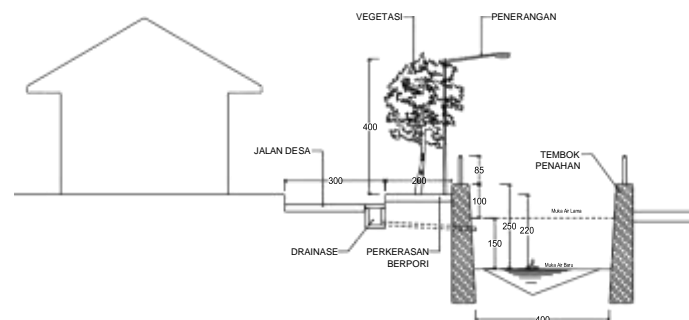 VEGETASI
PENERANGAN
400
JALAN DESA
300
200
TEMBOK
PENAHAN
85
100
Muka Air Lama
250
220
150
DRAINASE
PERKERASAN
BERPORI
Muka Air Baru
400